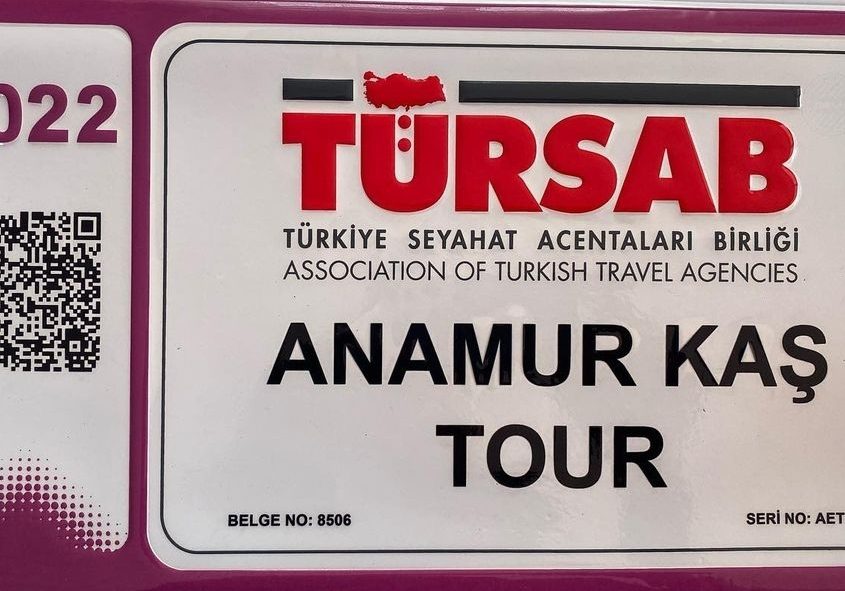 022
TÜRSAB
TÜRKİYE SEYAHAT ACENTALARI BİRLİĞİ
ASSOCIATION OF TURKISH TRAVEL AGENCIES
ANAMUR KAŞ
TOUR
BELGE NO: 8506
SERİ NO: AET